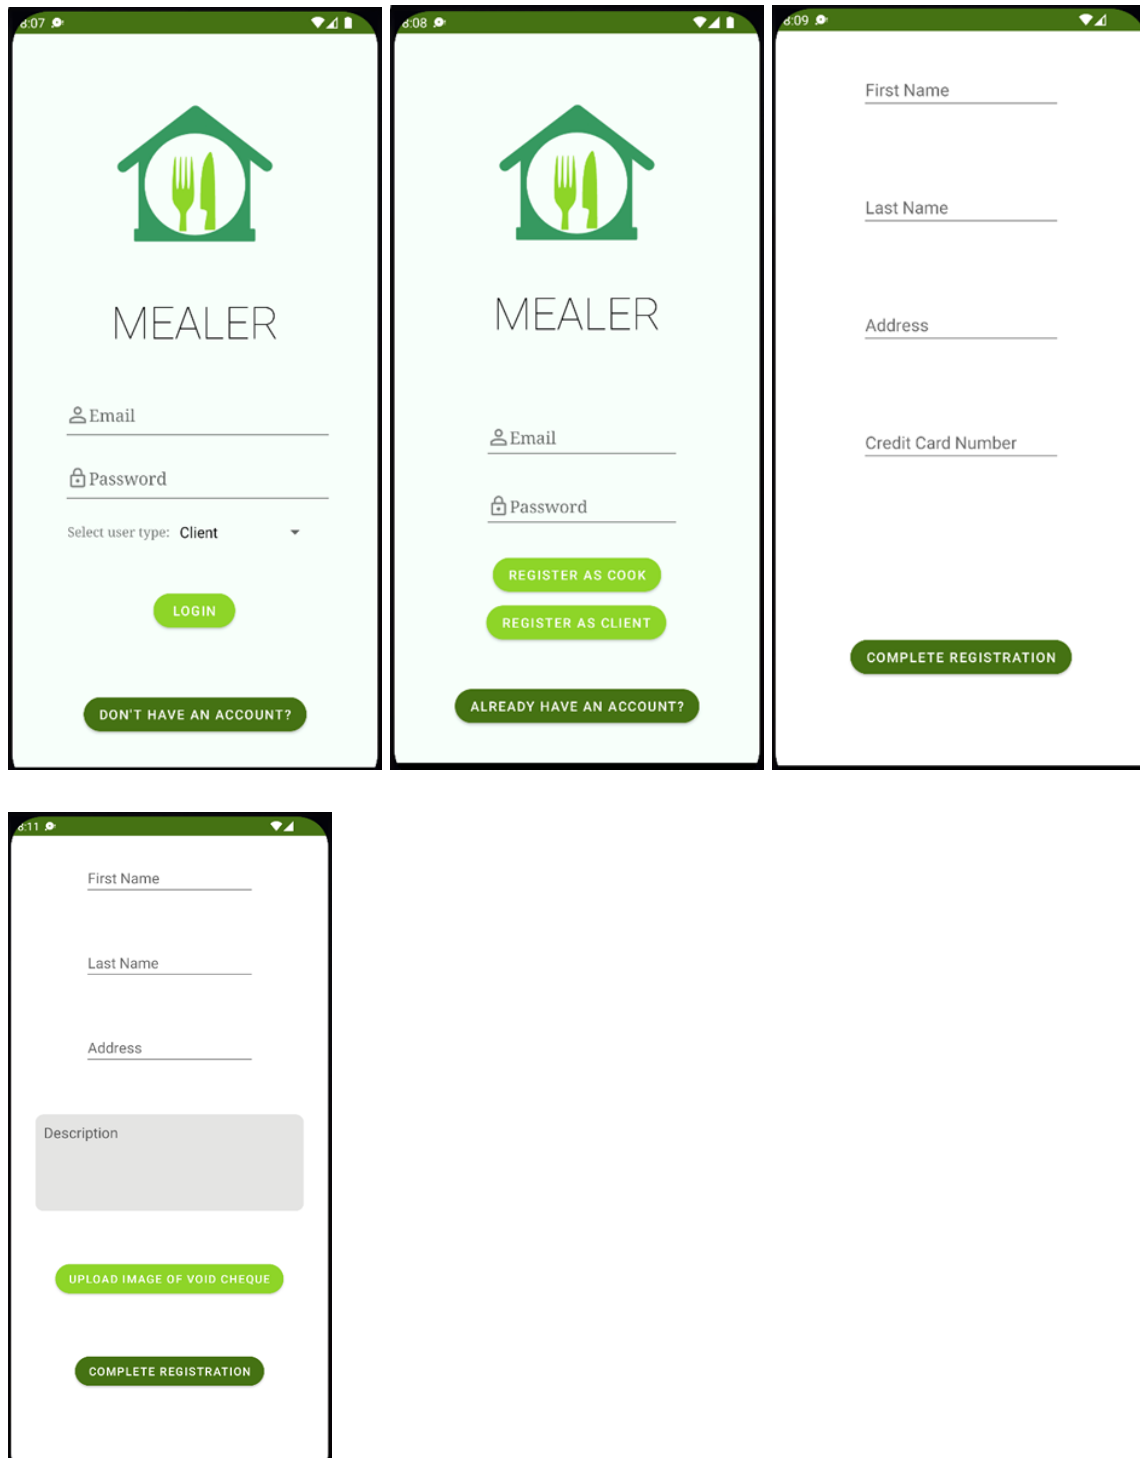 8:07
MEALER
Email
Password
Select user type: Client
LOGIN
DON'T HAVE AN ACCOUNT?
8:08
MEALER
Email
Password
REGISTER AS COOK
REGISTER AS CLIENT
ALREADY HAVE AN ACCOUNT?
8:09
First Name
Last Name
Address
Credit Card Number
COMPLETE REGISTRATION
8:11
First Name
Last Name
Address
Description
UPLOAD IMAGE OF VOID CHEQUE
COMPLETE REGISTRATION